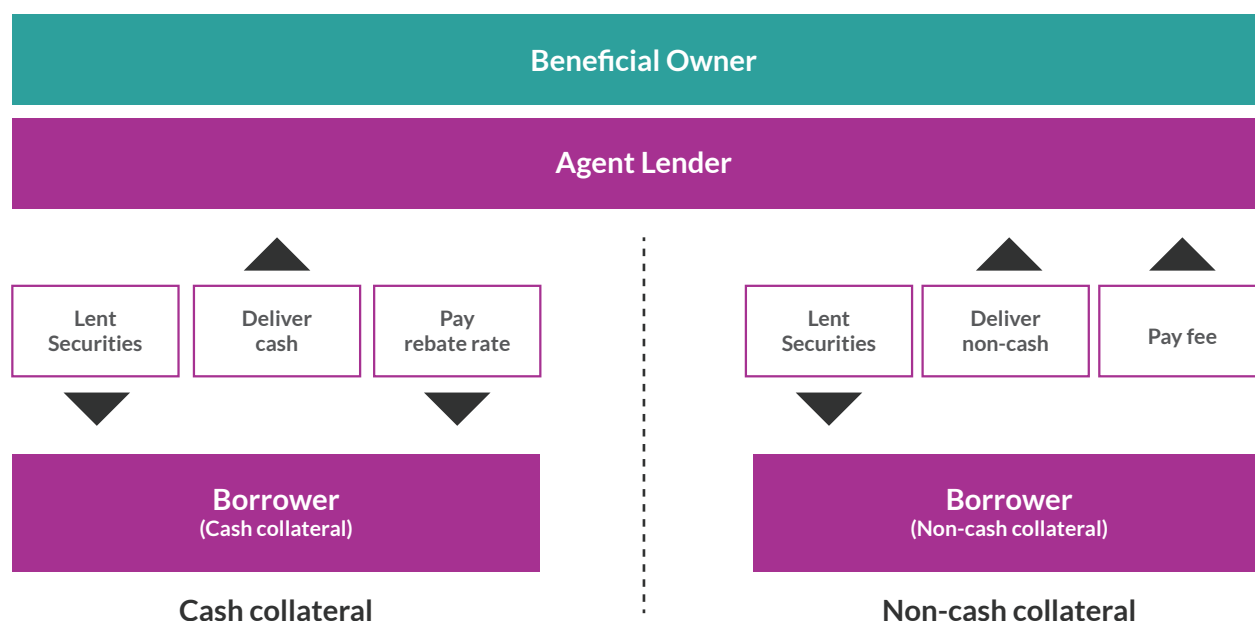 Beneficial Owner
Agent Lender
Lent
Securities
Deliver
cash
Pay
rebate rate
Lent
Securities
Deliver
non-cash
Pay fee
Borrower
(Cash collateral)
Borrower
(Non-cash collateral)
Cash collateral
Non-cash collateral